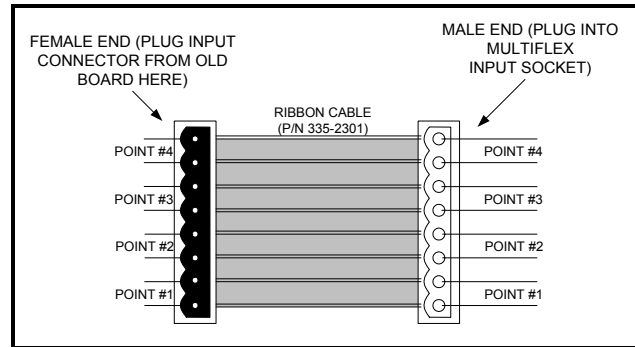 FEMALE END (PLUG INPUT
CONNECTOR FROM OLD
BOARD HERE)
MALE END (PLUG INTO
MULTIFLEX
INPUT SOCKET)
RIBBON CABLE
(P/N 335-2301)
POINT #4
POINT #3
POINT #2
POINT #1
POINT #4
POINT #3
POINT #2
POINT #1